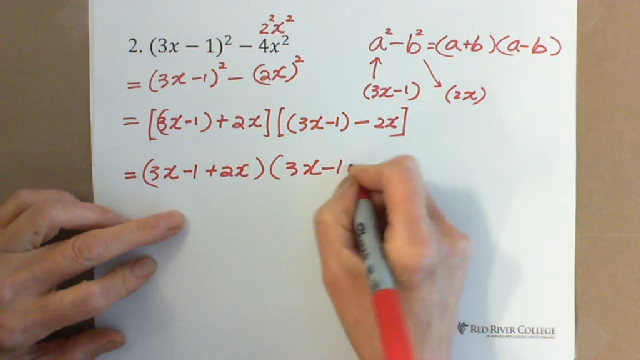 2²x²
2. (3x − 1)² − 4x²
a² − b² = (a+b)(a−b)
= (3x−1)² − (2x)²
(3x−1) (2x)
= [(3x−1) + 2x] [(3x−1) − 2x]
= (3x−1+2x) (3x−1
RED RIVER COLLEGE